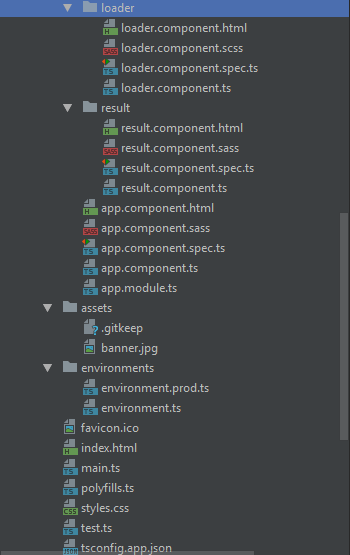 loader
loader.component.html
loader.component.scss
loader.component.spec.ts
loader.component.ts
result
result.component.html
result.component.sass
result.component.spec.ts
result.component.ts
app.component.html
app.component.sass
app.component.spec.ts
app.component.ts
app.module.ts
assets
.gitkeep
banner.jpg
environments
environment.prod.ts
environment.ts
favicon.ico
index.html
main.ts
polyfills.ts
styles.css
test.ts
tsconfig.app.json